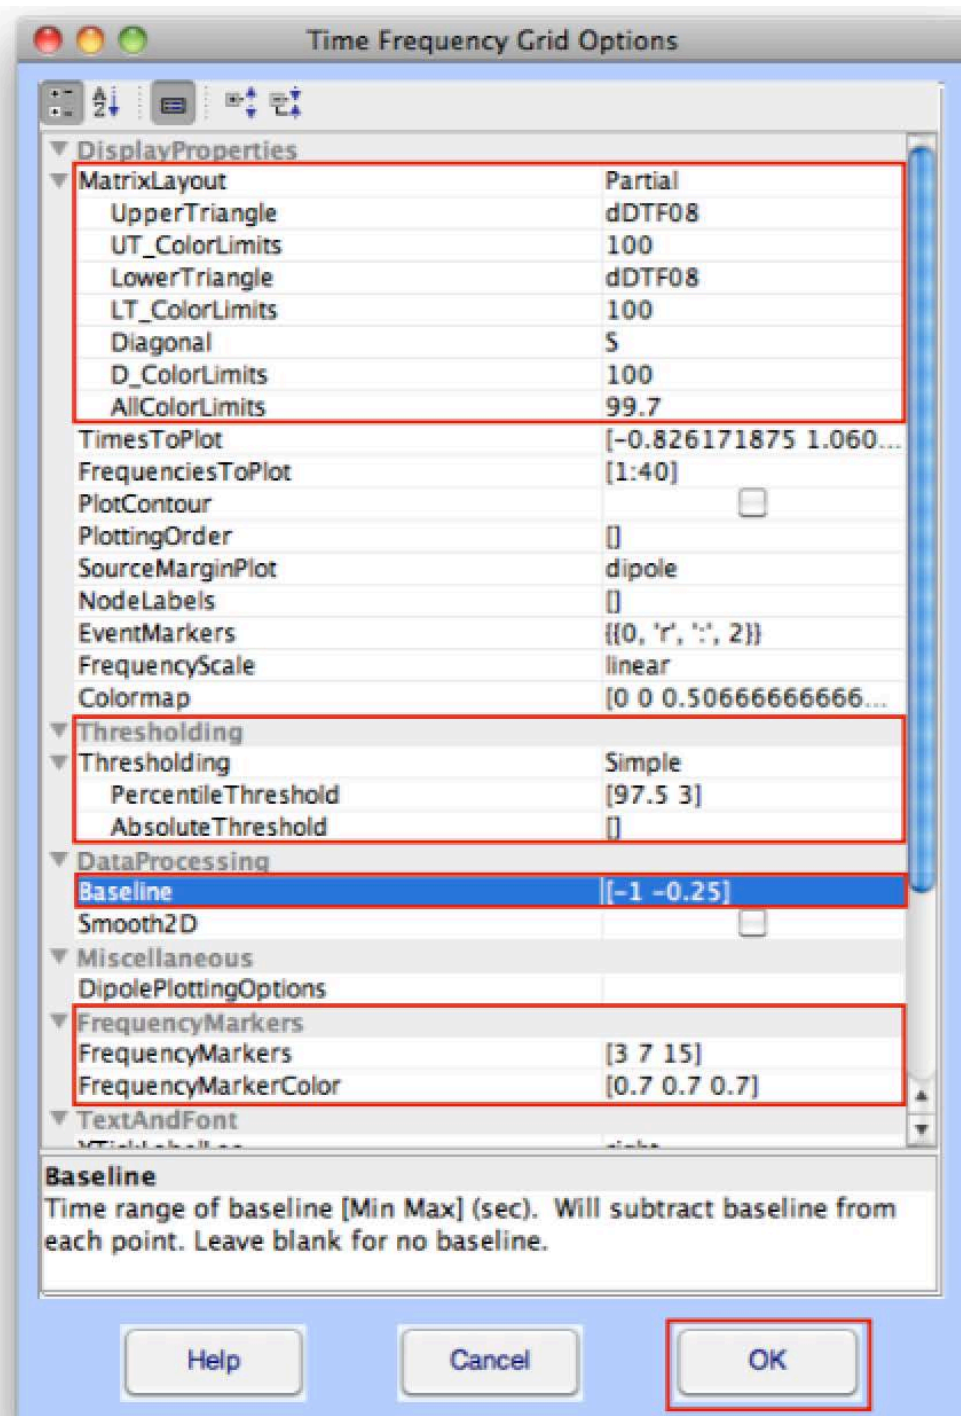 Time Frequency Grid Options
DisplayProperties
MatrixLayout Partial
UpperTriangle dDTF08
UT_ColorLimits 100
LowerTriangle dDTF08
LT_ColorLimits 100
Diagonal S
D_ColorLimits 100
AllColorLimits 99.7
TimesToPlot [-0.826171875 1.060...
FrequenciesToPlot [1:40]
PlotContour
PlottingOrder []
SourceMarginPlot dipole
NodeLabels []
EventMarkers {{0, 'r', ':', 2}}
FrequencyScale linear
Colormap [0 0 0.50666666666...
Thresholding
Thresholding Simple
PercentileThreshold [97.5 3]
AbsoluteThreshold []
DataProcessing
Baseline [-1 -0.25]
Smooth2D
Miscellaneous
DipolePlottingOptions
FrequencyMarkers
FrequencyMarkers [3 7 15]
FrequencyMarkerColor [0.7 0.7 0.7]
TextAndFont
Baseline
Time range of baseline [Min Max] (sec). Will subtract baseline from
each point. Leave blank for no baseline.
Help Cancel OK